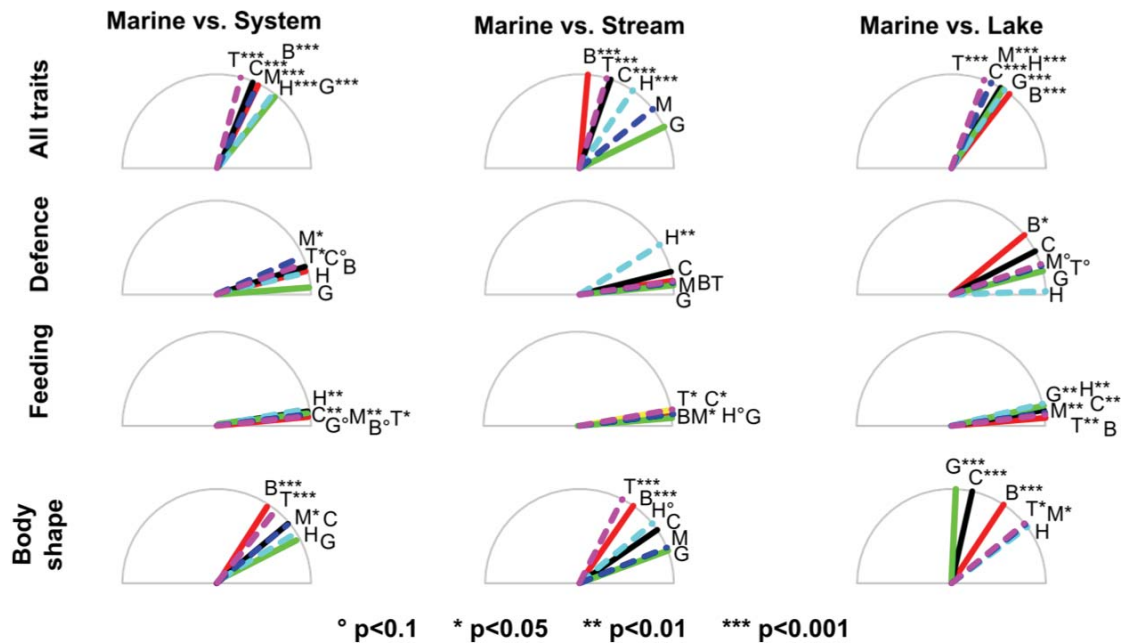 Marine vs. System Marine vs. Stream Marine vs. Lake
All traits
T*** B***
C***
M***
H***G***
B***
T***
C***
H***
M
G
T*** M***
C***H***
G***
B***
Defence
M*
T*C° B
H
G
H**
C
M BT
G
B*
C
M°T°
G
H
Feeding
H**
C**M**T*
G°B°
T* C*
BM* H°G
G**H**
M** C**
T** B
Body
shape
B***
T***
M* C
H G
T***
B***
H°
C
M
G
G***
C***
B***
T*M*
H
° p<0.1 * p<0.05 ** p<0.01 *** p<0.001